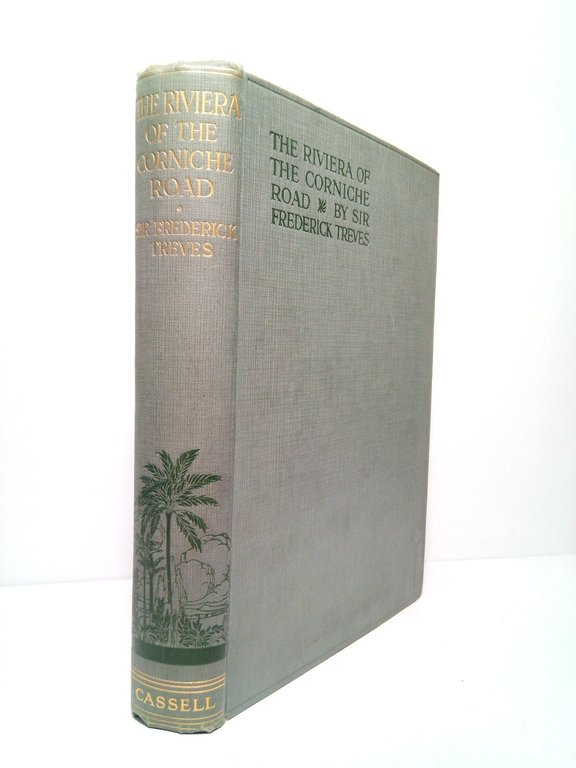 THE RIVIERA
OF THE
CORNICHE
ROAD
SIR FREDERICK
TREVES
CASSELL
THE RIVIERA OF
THE CORNICHE
ROAD BY SIR
FREDERICK TREVES